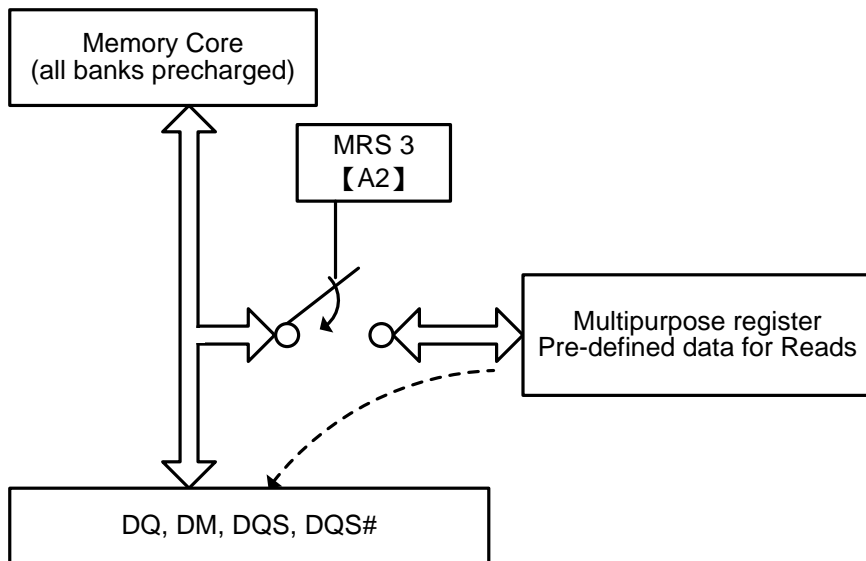 Memory Core
(all banks precharged)
MRS 3
【A2】
Multipurpose register
Pre-defined data for Reads
DQ, DM, DQS, DQS#